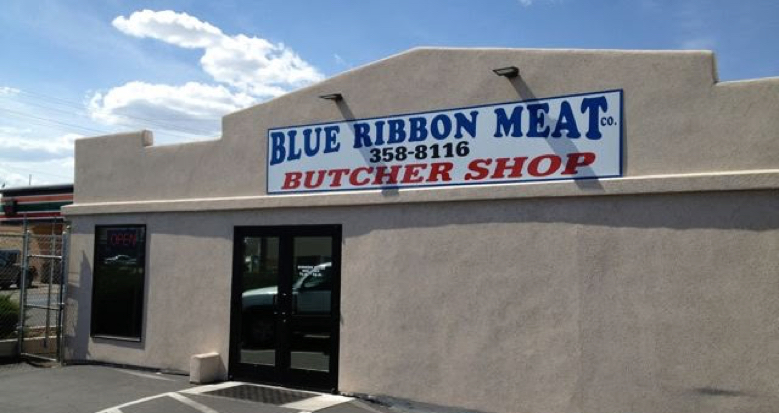 BLUE RIBBON MEAT CO.
358-8116
BUTCHER SHOP
OPEN